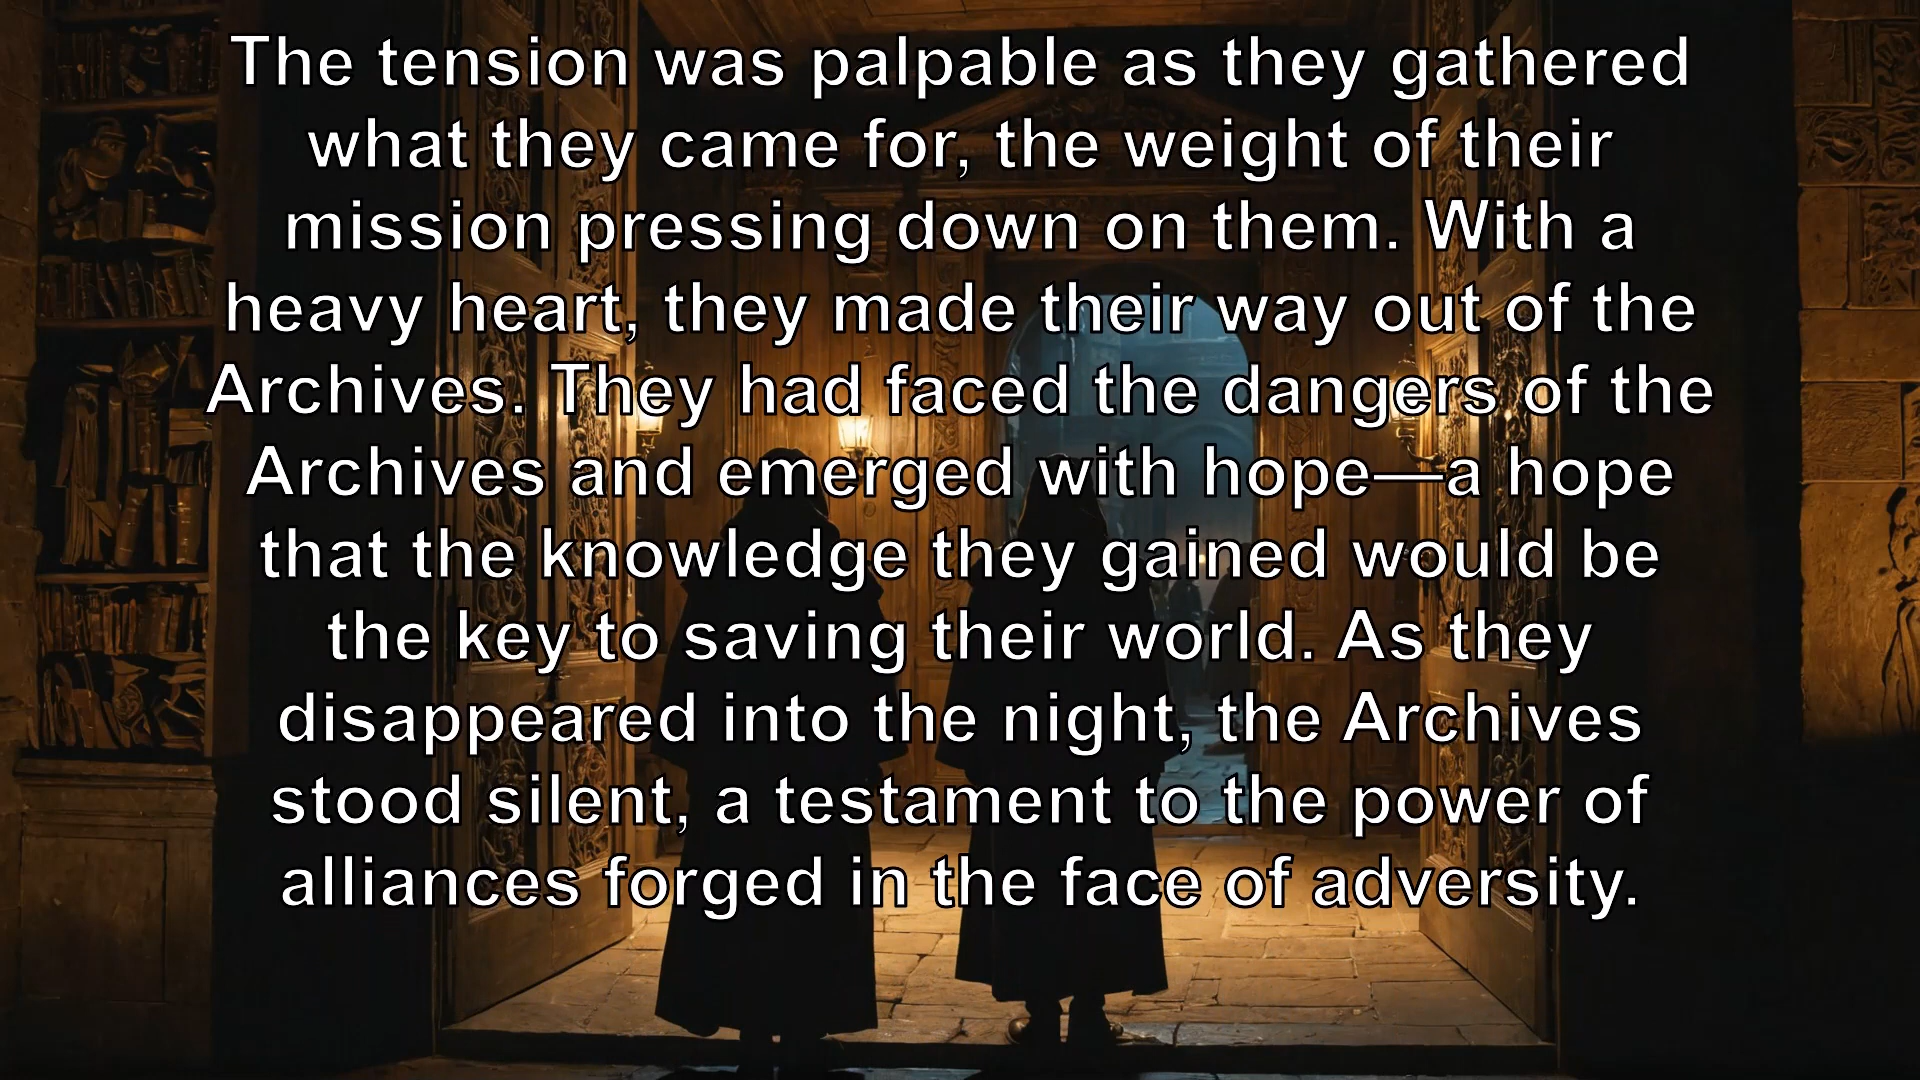 The tension was palpable as they gathered
what they came for, the weight of their
mission pressing down on them. With a
heavy heart, they made their way out of the
Archives. They had faced the dangers of the
Archives and emerged with hope—a hope
that the knowledge they gained would be
the key to saving their world. As they
disappeared into the night, the Archives
stood silent, a testament to the power of
alliances forged in the face of adversity.